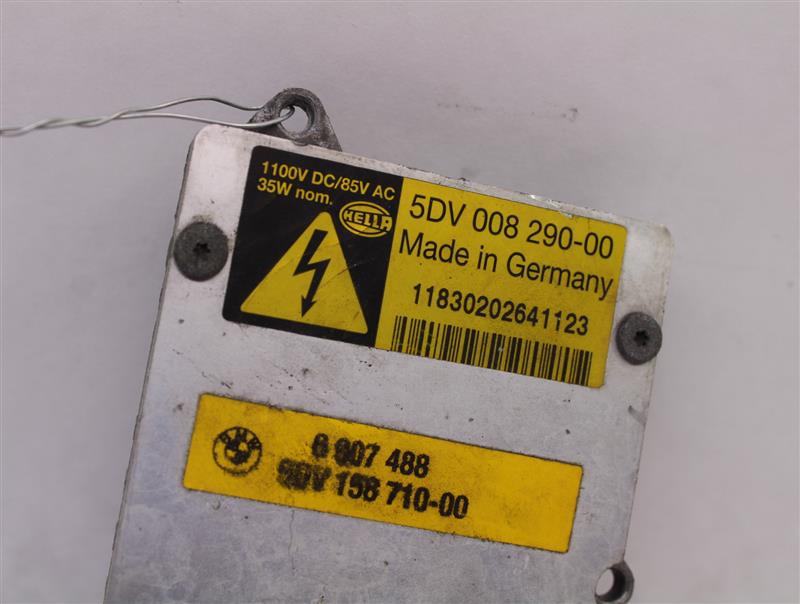 1100V DC/85V AC
35W nom.
HELLA
5DV 008 290-00
Made in Germany
11830202641123
BMW
6 907 488
5DV 158 710-00